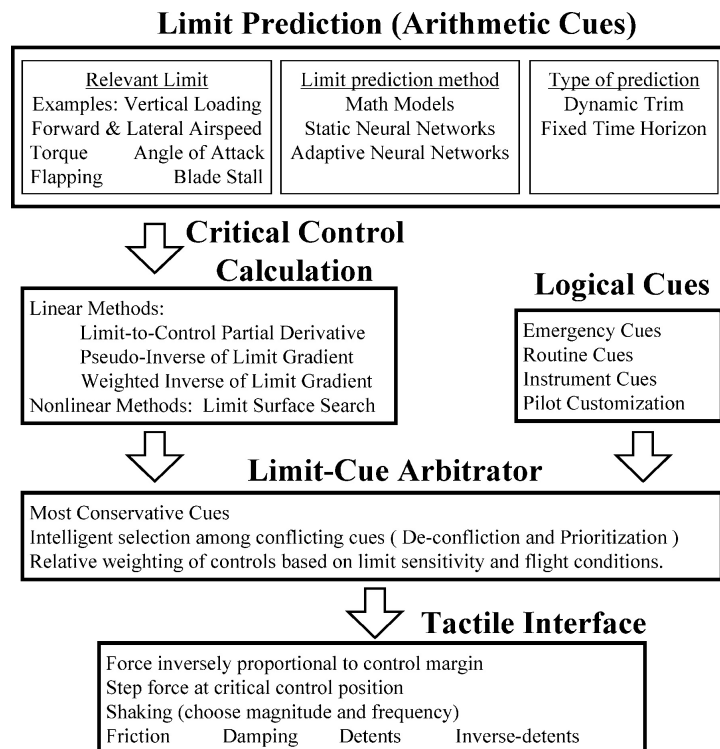 Limit Prediction (Arithmetic Cues)
Relevant Limit
Examples: Vertical Loading
Forward & Lateral Airspeed
Torque Angle of Attack
Flapping Blade Stall
Limit prediction method
Math Models
Static Neural Networks
Adaptive Neural Networks
Type of prediction
Dynamic Trim
Fixed Time Horizon
Critical Control
Calculation
Linear Methods:
Limit-to-Control Partial Derivative
Pseudo-Inverse of Limit Gradient
Weighted Inverse of Limit Gradient
Nonlinear Methods: Limit Surface Search
Logical Cues
Emergency Cues
Routine Cues
Instrument Cues
Pilot Customization
Limit-Cue Arbitrator
Most Conservative Cues
Intelligent selection among conflicting cues ( De-confliction and Prioritization )
Relative weighting of controls based on limit sensitivity and flight conditions.
Tactile Interface
Force inversely proportional to control margin
Step force at critical control position
Shaking (choose magnitude and frequency)
Friction Damping Detents Inverse-detents